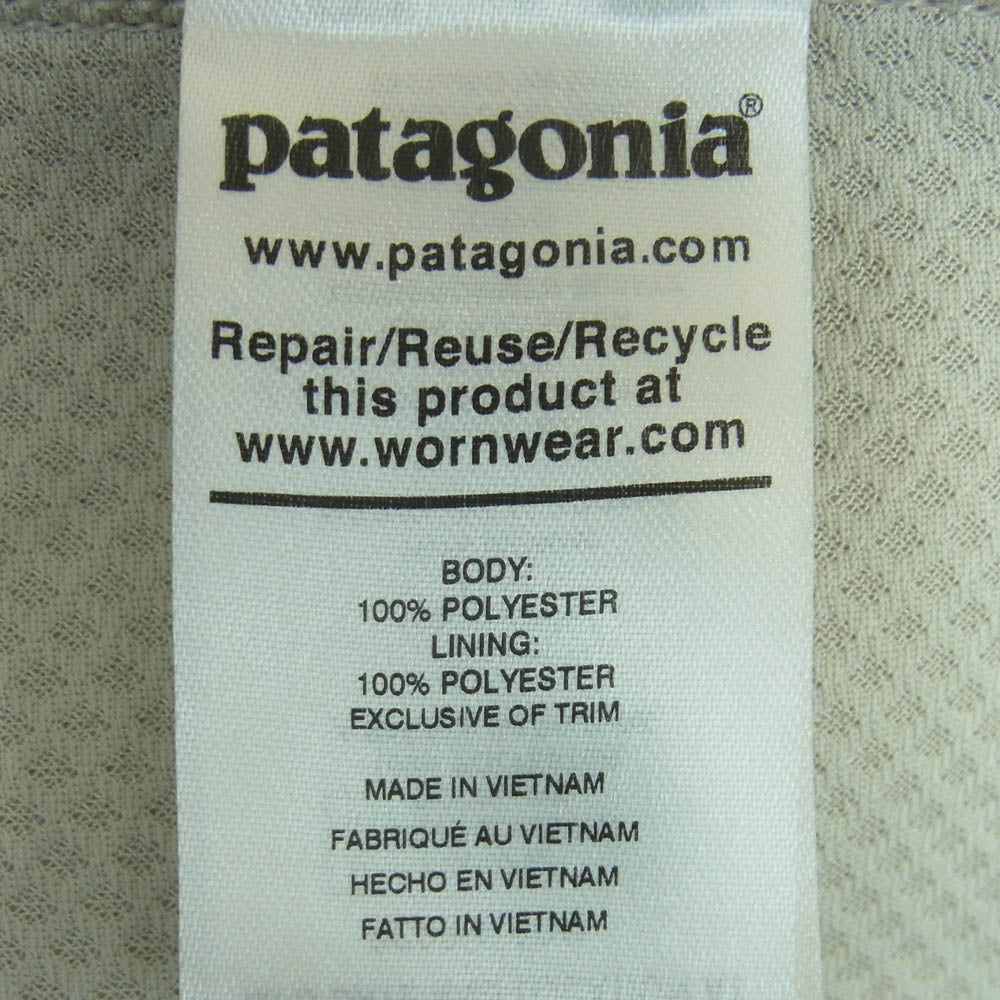 patagonia®
www.patagonia.com
Repair/Reuse/Recycle
this product at
www.wornwear.com
BODY:
100% POLYESTER
LINING:
100% POLYESTER
EXCLUSIVE OF TRIM
MADE IN VIETNAM
FABRIQUÉ AU VIETNAM
HECHO EN VIETNAM
FATTO IN VIETNAM